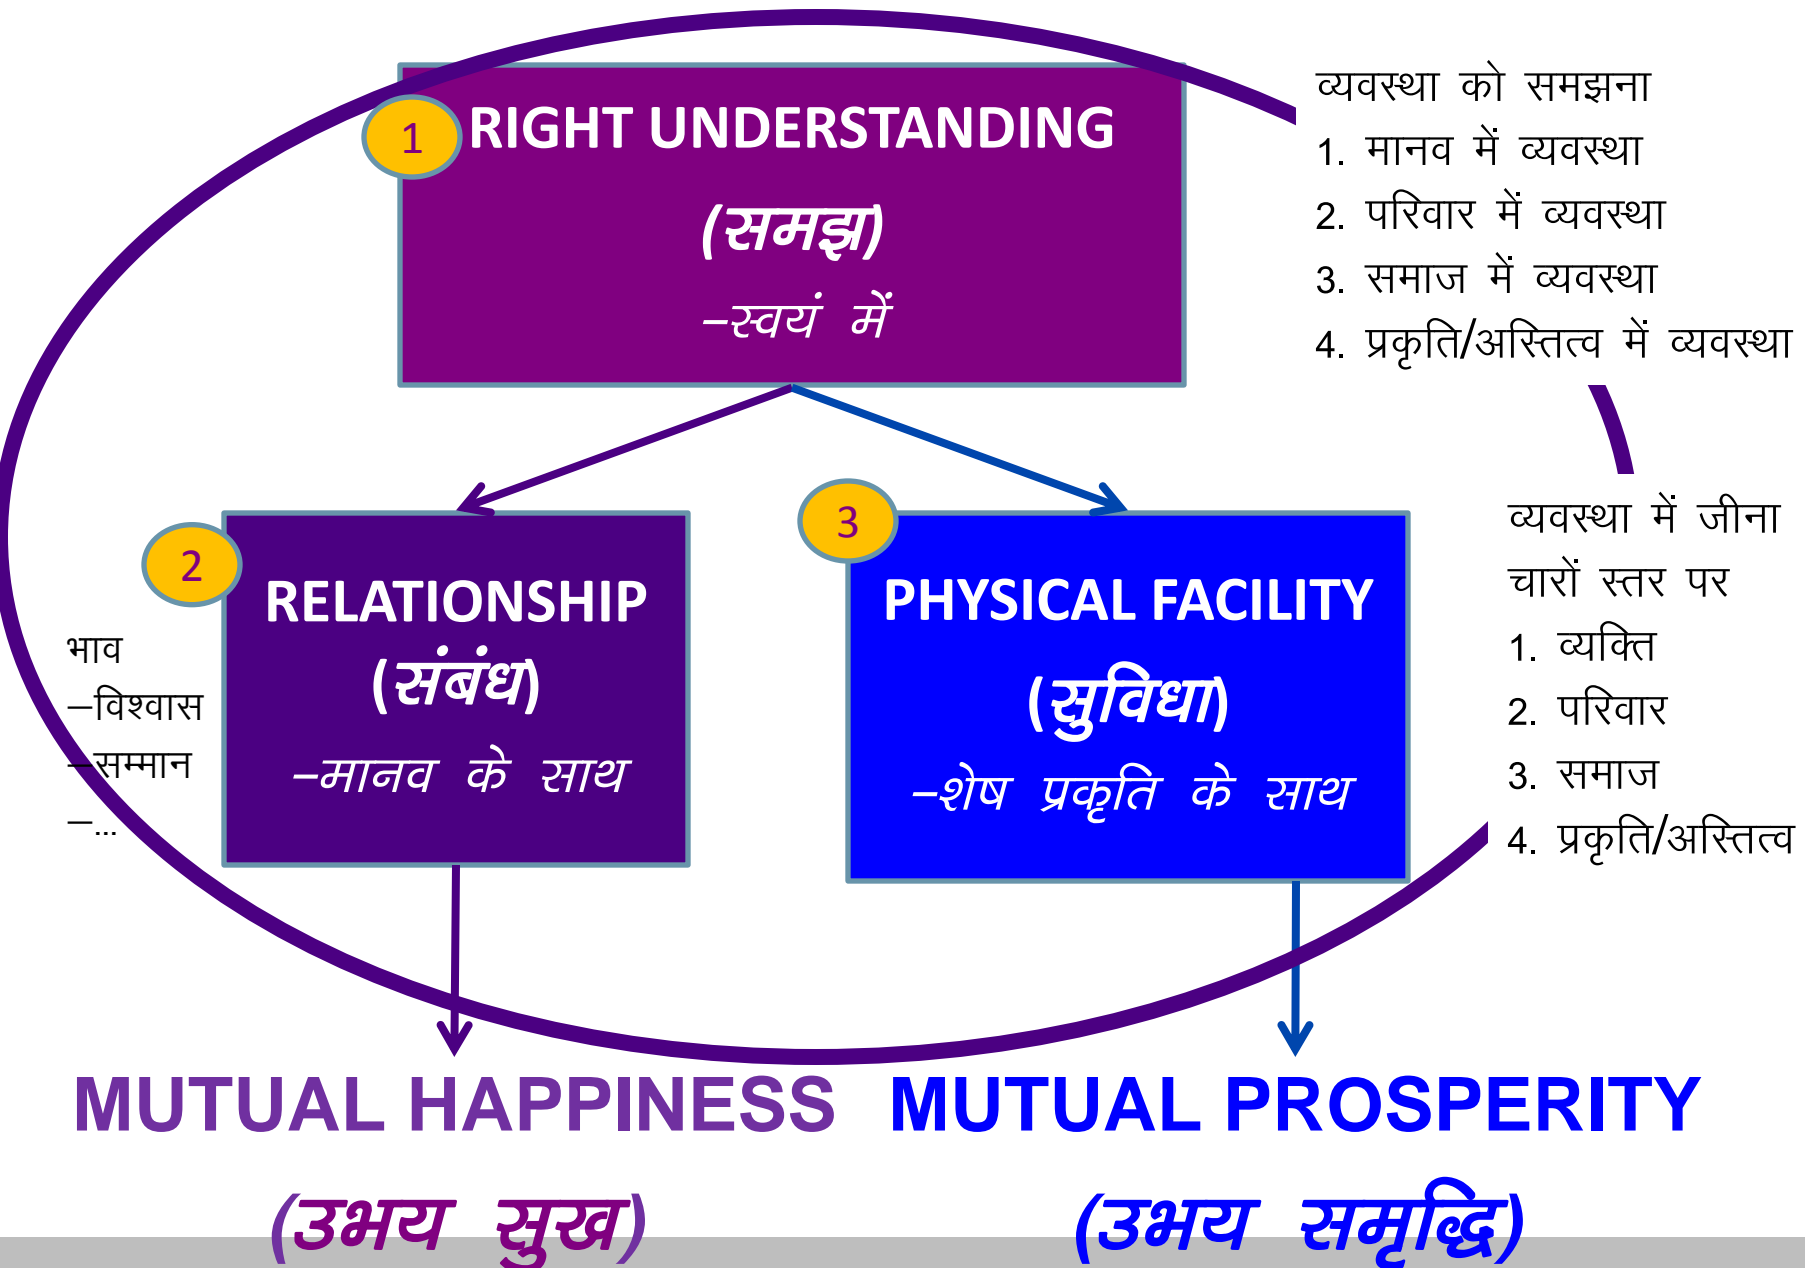 1
RIGHT UNDERSTANDING
(समझ)
–स्वयं में
व्यवस्था को समझना
1. मानव में व्यवस्था
2. परिवार में व्यवस्था
3. समाज में व्यवस्था
4. प्रकृति/अस्तित्व में व्यवस्था
2
RELATIONSHIP
(संबंध)
–मानव के साथ
भाव
–विश्वास
–सम्मान
–...
3
PHYSICAL FACILITY
(सुविधा)
–शेष प्रकृति के साथ
व्यवस्था में जीना
चारों स्तर पर
1. व्यक्ति
2. परिवार
3. समाज
4. प्रकृति/अस्तित्व
MUTUAL HAPPINESS
(उभय सुख)
MUTUAL PROSPERITY
(उभय समृद्धि)